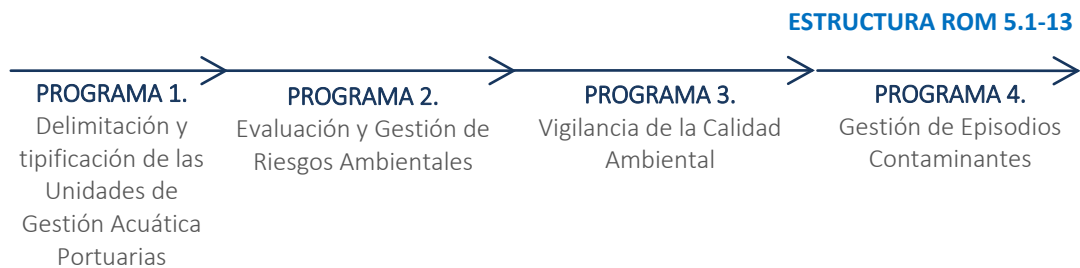 ESTRUCTURA ROM 5.1-13
PROGRAMA 1.
Delimitación y
tipificación de las
Unidades de
Gestión Acuática
Portuarias
PROGRAMA 2.
Evaluación y Gestión de
Riesgos Ambientales
PROGRAMA 3.
Vigilancia de la Calidad
Ambiental
PROGRAMA 4.
Gestión de Episodios
Contaminantes